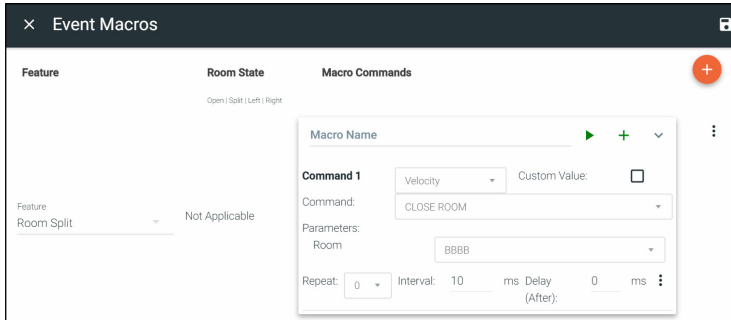 Event Macros
Feature
Room State
Macro Commands
Open | Split | Left | Right
Macro Name
Command 1
Velocity
Custom Value:
Command:
CLOSE ROOM
Parameters:
Room
BBBB
Feature
Room Split
Not Applicable
Repeat: 0 Interval: 10 ms Delay 0 ms
(After):